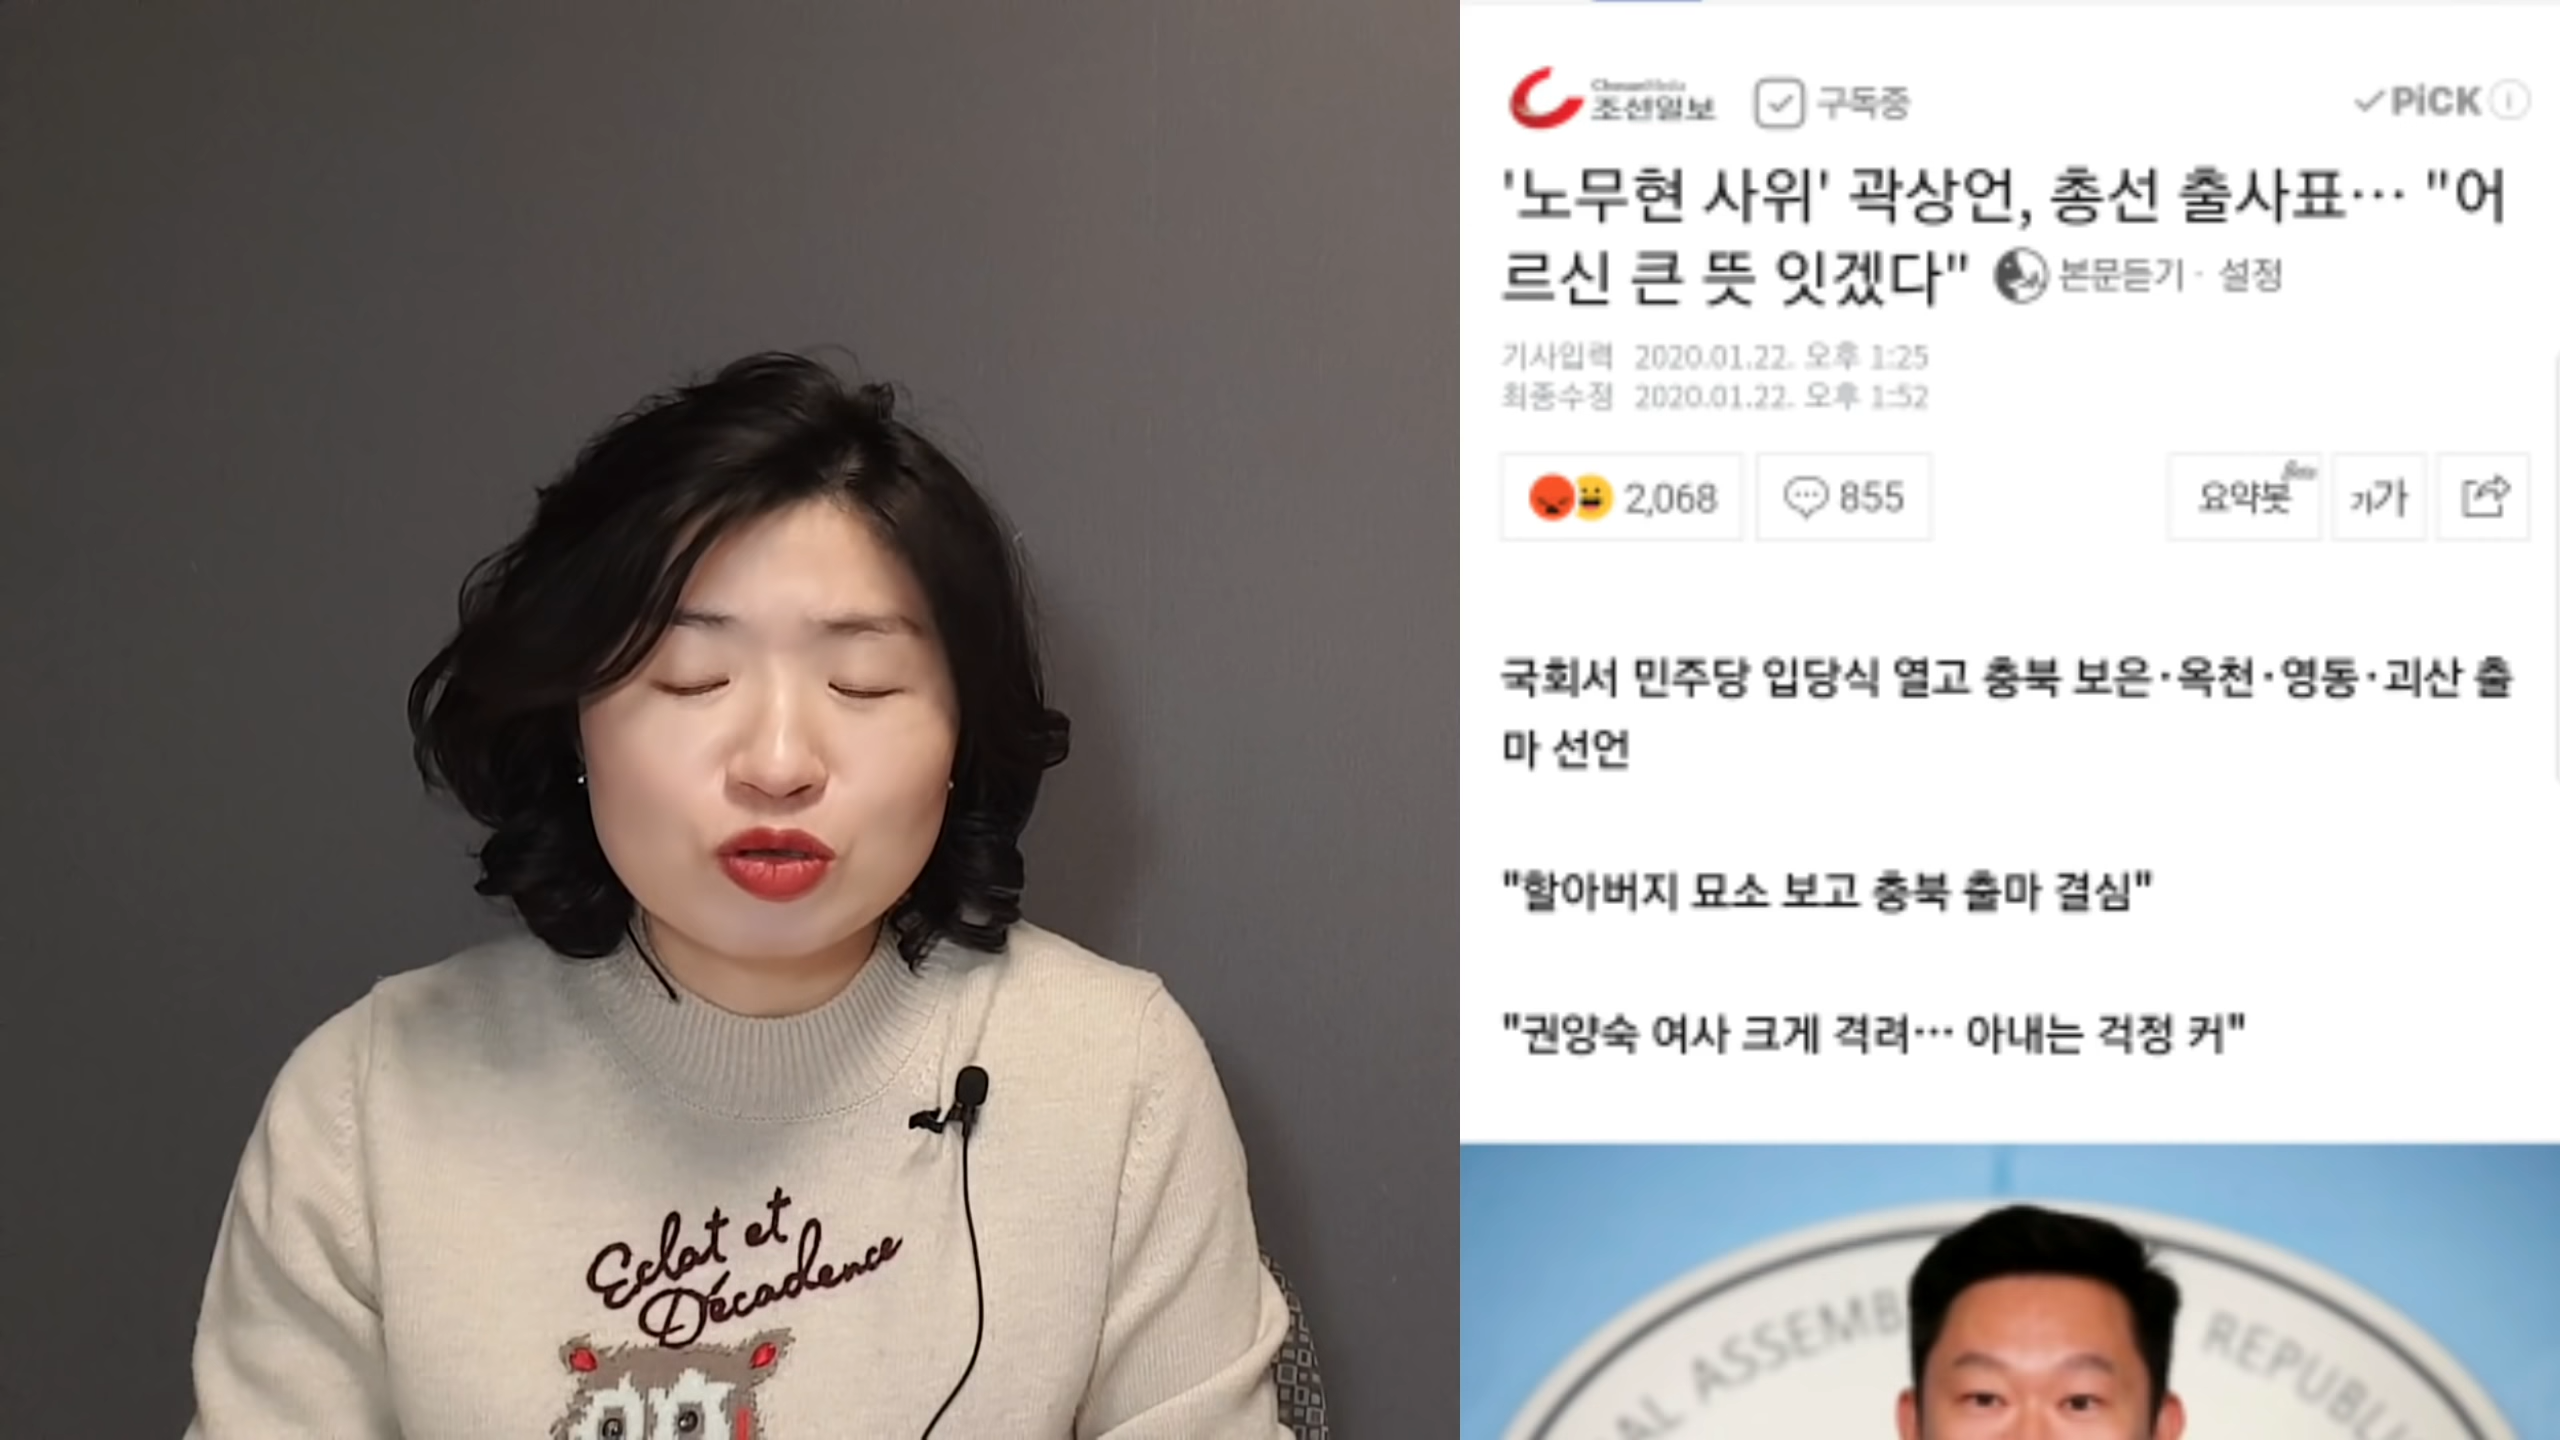 Eclat et
Décadence
조선일보 구독중 PiCK
'노무현 사위' 곽상언, 총선 출사표… "어
르신 큰 뜻 잇겠다" 본문듣기 · 설정
기사입력 2020.01.22. 오후 1:25
최종수정 2020.01.22. 오후 1:52
2,068 855 요약봇 beta 가가
국회서 민주당 입당식 열고 충북 보은·옥천·영동·괴산 출
마 선언
"할아버지 묘소 보고 충북 출마 결심"
"권양숙 여사 크게 격려… 아내는 걱정 커"
AL ASSEMB REPUBLIC